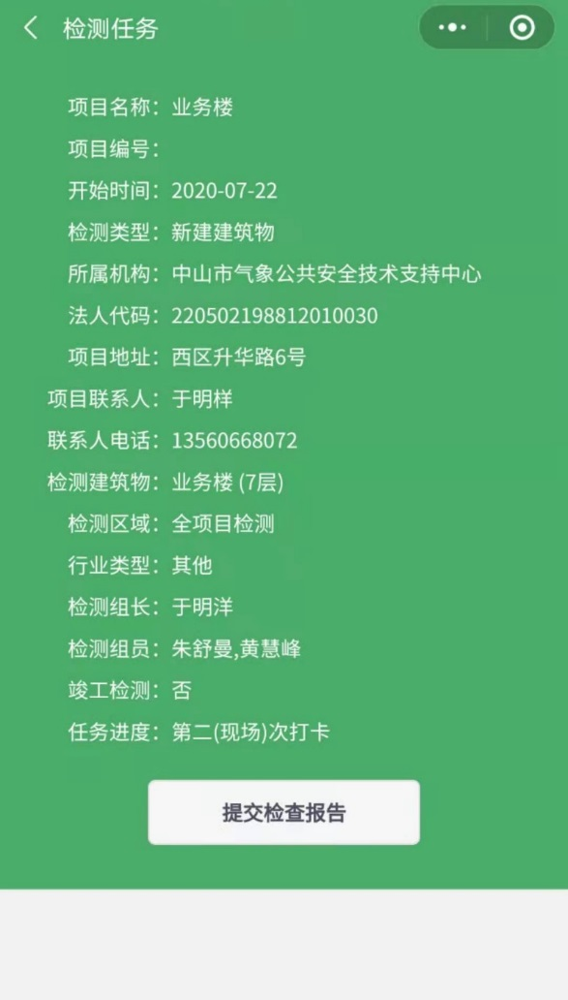 检测任务
项目名称：业务楼
项目编号：
开始时间：2020-07-22
检测类型：新建建筑物
所属机构：中山市气象公共安全技术支持中心
法人代码：220502198812010030
项目地址：西区升华路6号
项目联系人：于明样
联系人电话：13560668072
检测建筑物：业务楼 (7层)
检测区域：全项目检测
行业类型：其他
检测组长：于明洋
检测组员：朱舒曼,黄慧峰
竣工检测：否
任务进度：第二(现场)次打卡
提交检查报告